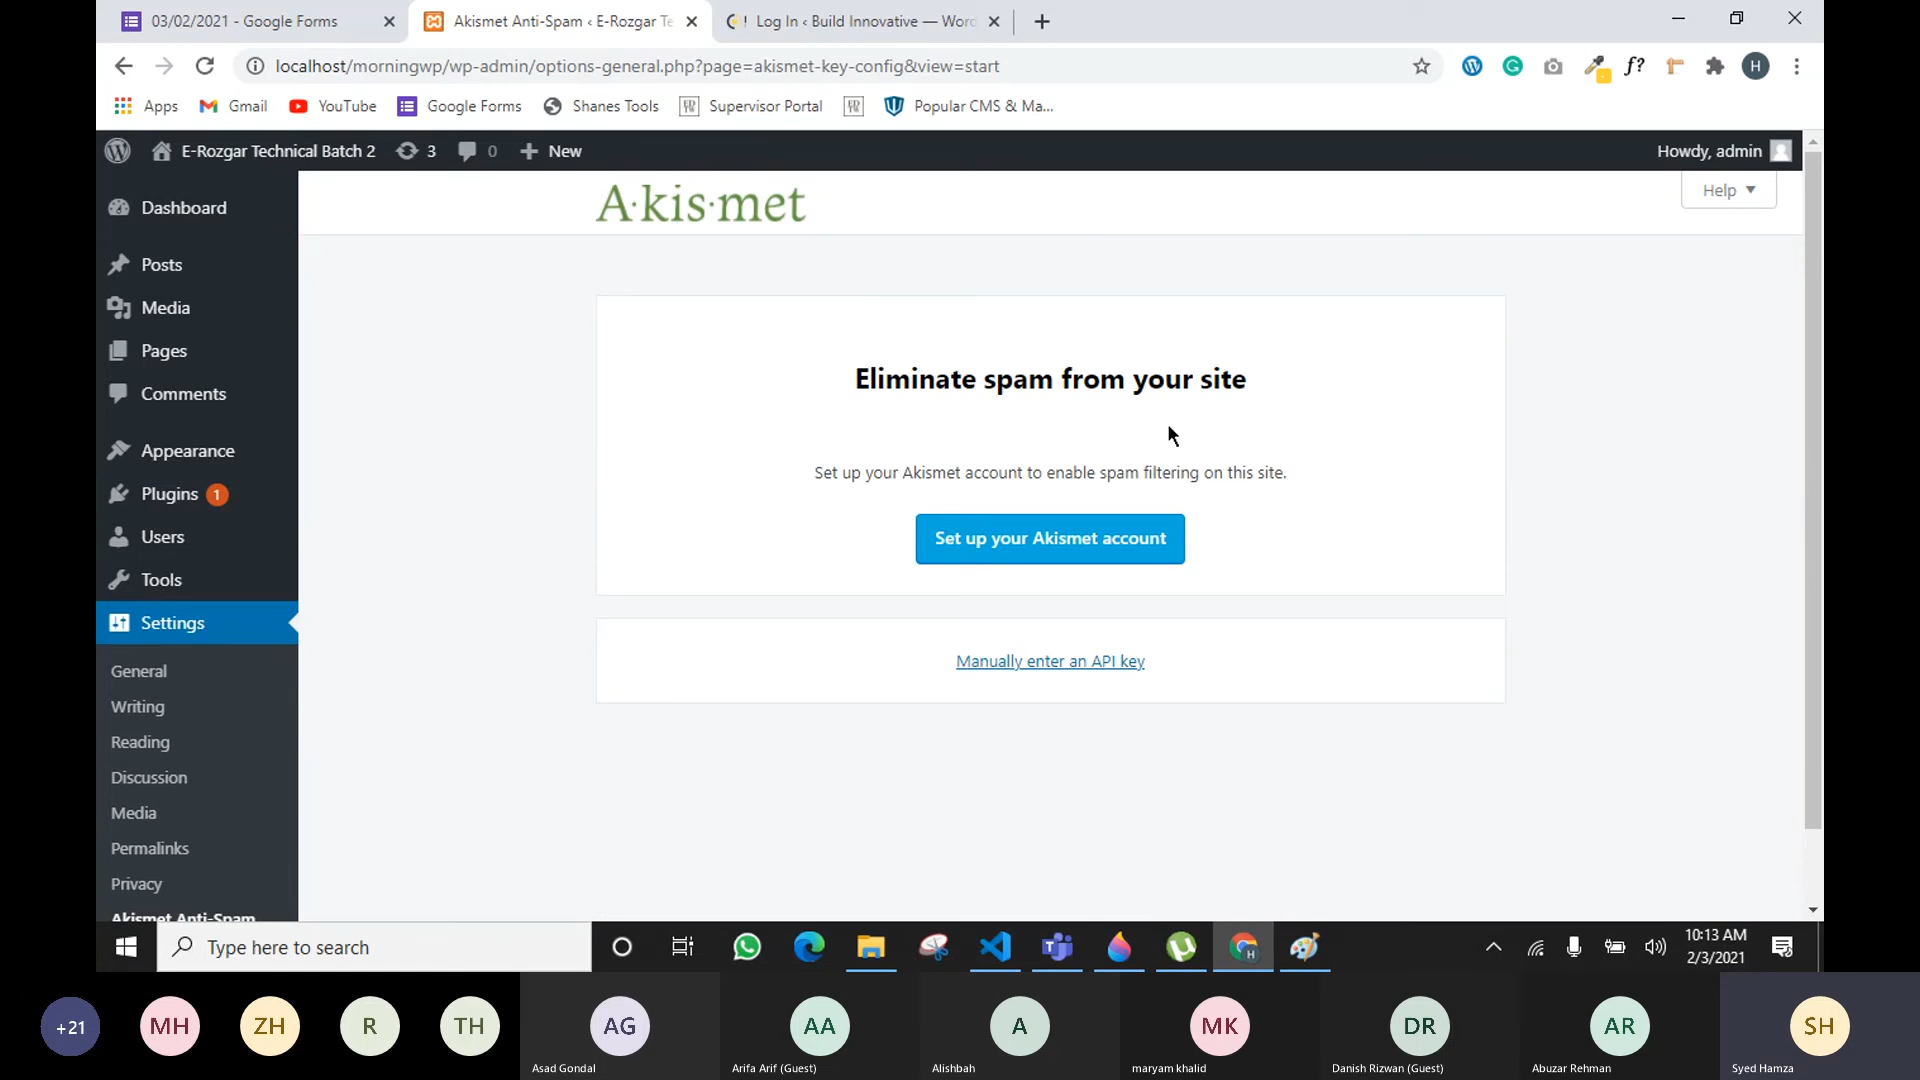 03/02/2021 - Google Forms
Akismet Anti-Spam ‹ E-Rozgar Te
Log In ‹ Build Innovative — Word
localhost/morningwp/wp-admin/options-general.php?page=akismet-key-config&view=start
f?
H
Apps
Gmail
YouTube
Google Forms
Shanes Tools
Supervisor Portal
Popular CMS & Ma...
E-Rozgar Technical Batch 2
3
0
New
Howdy, admin
A·kis·met
Help
Dashboard
Posts
Media
Pages
Comments
Appearance
Plugins 1
Users
Tools
Settings
General
Writing
Reading
Discussion
Media
Permalinks
Privacy
Akismet Anti-Spam
Eliminate spam from your site
Set up your Akismet account to enable spam filtering on this site.
Set up your Akismet account
Manually enter an API key
Type here to search
10:13 AM
2/3/2021
+21
MH
ZH
R
TH
AG
Asad Gondal
AA
Arifa Arif (Guest)
A
Alishbah
MK
maryam khalid
DR
Danish Rizwan (Guest)
AR
Abuzar Rehman
SH
Syed Hamza